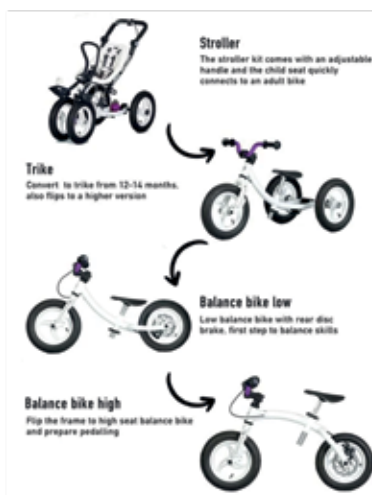 Stroller
The stroller kit comes with an adjustable
handle and the child seat quickly
connects to an adult bike
Trike
Convert to trike from 12-14 months,
also flips to a higher version
Balance bike low
Low balance bike with rear disc
brake, first step to balance skills
Balance bike high
Flip the frame to high seat balance bike
and prepare pedalling